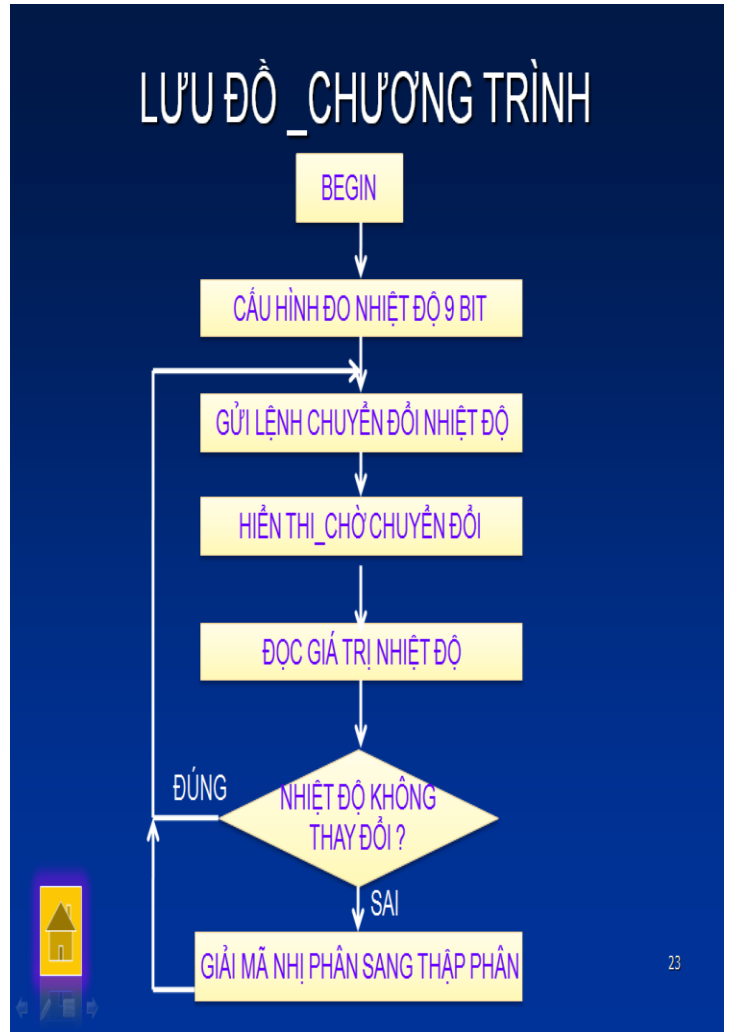 LƯU ĐỒ _CHƯƠNG TRÌNH
BEGIN
CẤU HÌNH ĐO NHIỆT ĐỘ 9 BIT
GỬI LỆNH CHUYỂN ĐỔI NHIỆT ĐỘ
HIỂN THI_CHỜ CHUYỂN ĐỔI
ĐỌC GIÁ TRỊ NHIỆT ĐỘ
ĐÚNG
NHIỆT ĐỘ KHÔNG
THAY ĐỔI ?
SAI
GIẢI MÃ NHỊ PHÂN SANG THẬP PHÂN
23